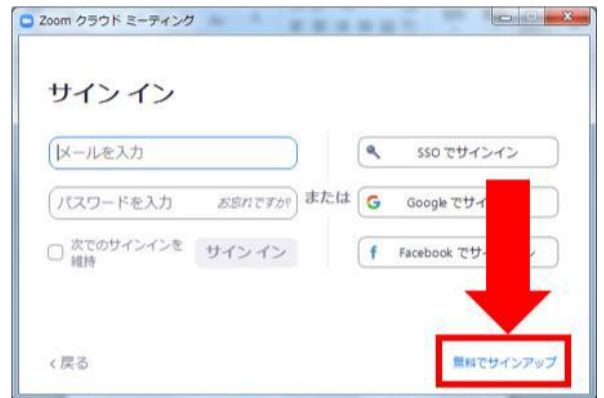 Zoom クラウド ミーティング
サイン イン
メールを入力
パスワードを入力 お忘れですか?
次でのサインインを
維持
サイン イン
または
SSO でサインイン
Google でサイ
Facebook でサ ン
< 戻る
無料でサインアップ